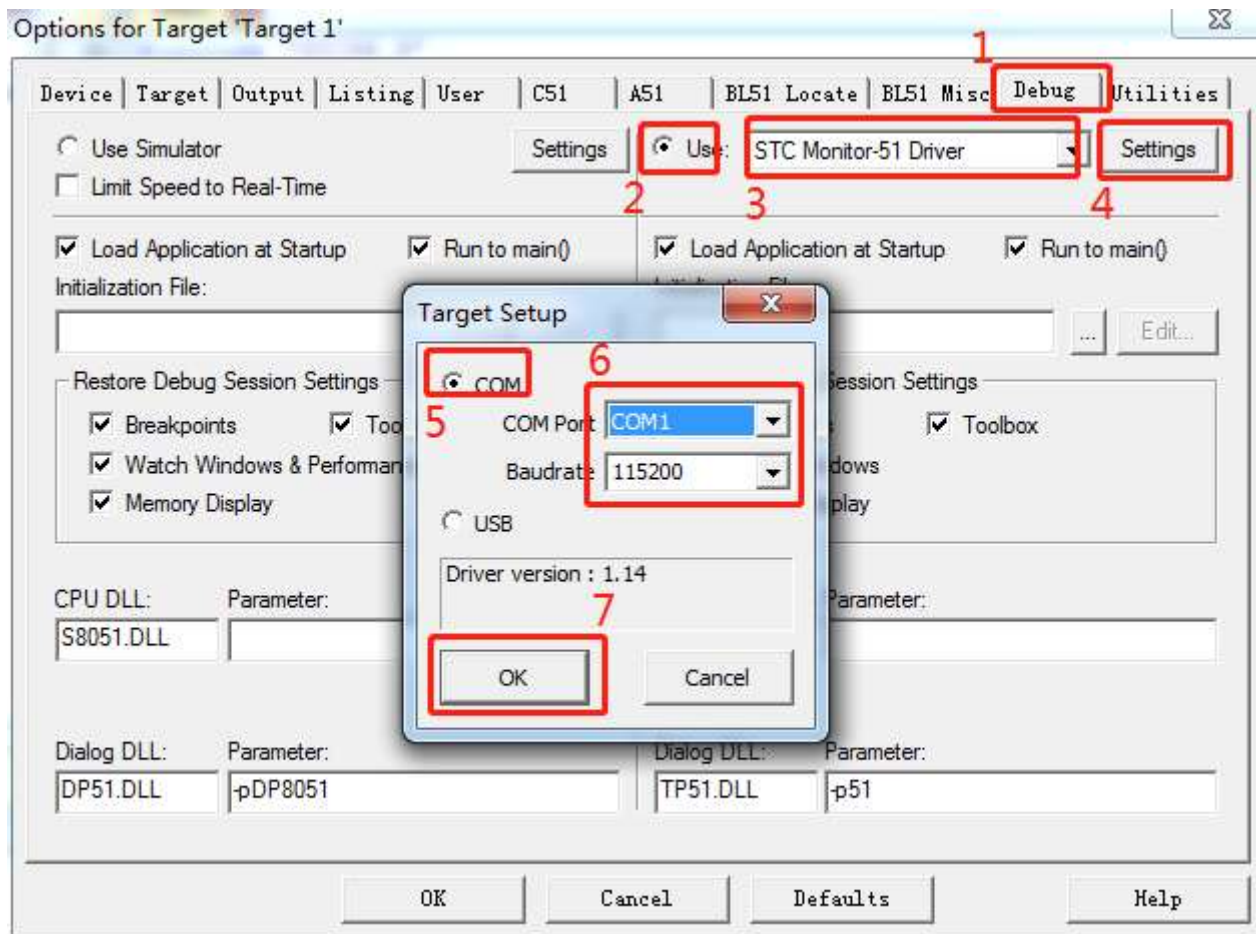 Options for Target 'Target 1'
1
Device Target Output Listing User C51 A51 BL51 Locate BL51 Misc Debug Utilities
Use Simulator Settings Use: STC Monitor-51 Driver Settings
Limit Speed to Real-Time
2 3 4
Load Application at Startup Run to main() Load Application at Startup Run to main()
Initialization File:
Target Setup
... Edit...
6
Restore Debug Session Settings COM Session Settings
5
Breakpoints COM Port COM1 Toolbox
Watch Windows & Baudrate 115200
Memory Display USB
Driver version : 1.14
CPU DLL: Parameter: 7 Parameter:
S8051.DLL
OK Cancel
Dialog DLL: Parameter: Dialog DLL: Parameter:
DP51.DLL -pDP8051 TP51.DLL -p51
OK Cancel Defaults Help